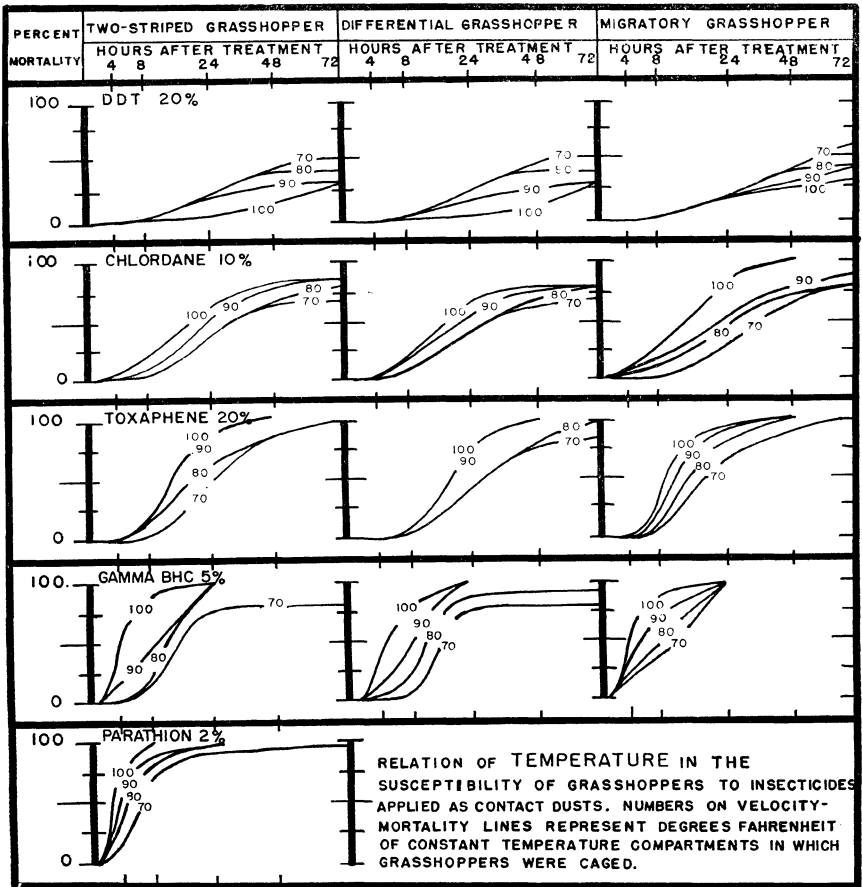 PERCENT MORTALITY
TWO-STRIPED GRASSHOPPER
DIFFERENTIAL GRASSHOPPER
MIGRATORY GRASSHOPPER
HOURS AFTER TREATMENT
HOURS AFTER TREATMENT
HOURS AFTER TREATMENT
4 8 24 48 72
4 8 24 48 72
4 8 24 48 72
DDT 20%
100
0
70
80
90
100
70
80
90
100
70
80
90
100
CHLORDANE 10%
100
0
100
90
80
70
100
90
80
70
100
90
80
70
TOXAPHENE 20%
100
0
100
90
80
70
100
90
80
70
100
90
80
70
GAMMA BHC 5%
100.
0
100
90
80
70
100
90
80
70
100
90
80
70
PARATHION 2%
100
0
100
90
80
70
RELATION OF TEMPERATURE IN THE
SUSCEPTIBILITY OF GRASSHOPPERS TO INSECTICIDES
APPLIED AS CONTACT DUSTS. NUMBERS ON VELOCITY-
MORTALITY LINES REPRESENT DEGREES FAHRENHEIT
OF CONSTANT TEMPERATURE COMPARTMENTS IN WHICH
GRASSHOPPERS WERE CAGED.